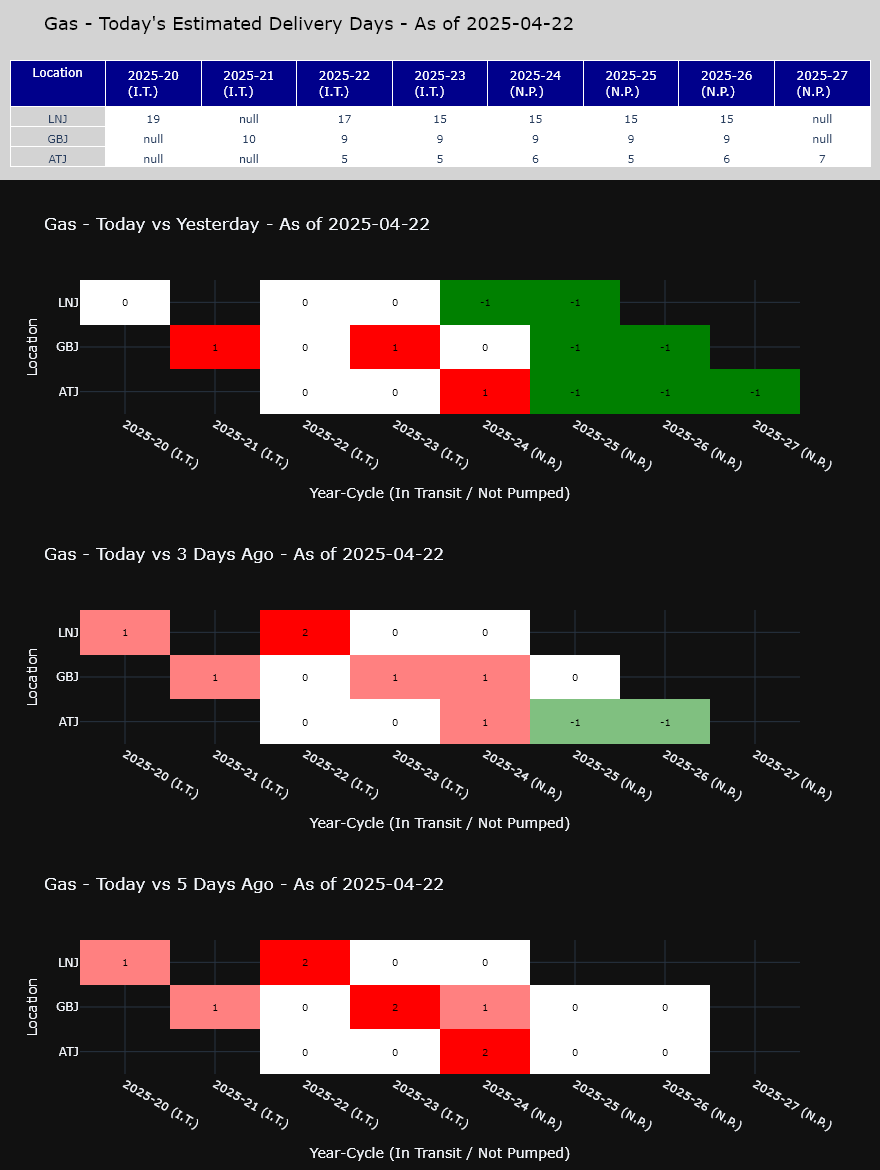 Gas - Today's Estimated Delivery Days - As of 2025-04-22
Location 2025-20 (I.T.) 2025-21 (I.T.) 2025-22 (I.T.) 2025-23 (I.T.) 2025-24 (N.P.) 2025-25 (N.P.) 2025-26 (N.P.) 2025-27 (N.P.)
LNJ 19 null 17 15 15 15 15 null
GBJ null 10 9 9 9 9 9 null
ATJ null null 5 5 6 5 6 7
Gas - Today vs Yesterday - As of 2025-04-22
Location
LNJ 0 0 0 -1 -1
GBJ 1 0 1 0 -1 -1
ATJ 0 0 1 -1 -1 -1
2025-20 (I.T.) 2025-21 (I.T.) 2025-22 (I.T.) 2025-23 (I.T.) 2025-24 (N.P.) 2025-25 (N.P.) 2025-26 (N.P.) 2025-27 (N.P.)
Year-Cycle (In Transit / Not Pumped)
Gas - Today vs 3 Days Ago - As of 2025-04-22
Location
LNJ 1 2 0 0
GBJ 1 0 1 1 0
ATJ 0 0 1 -1 -1
2025-20 (I.T.) 2025-21 (I.T.) 2025-22 (I.T.) 2025-23 (I.T.) 2025-24 (N.P.) 2025-25 (N.P.) 2025-26 (N.P.) 2025-27 (N.P.)
Year-Cycle (In Transit / Not Pumped)
Gas - Today vs 5 Days Ago - As of 2025-04-22
Location
LNJ 1 2 0 0
GBJ 1 0 2 1 0 0
ATJ 0 0 2 0 0
2025-20 (I.T.) 2025-21 (I.T.) 2025-22 (I.T.) 2025-23 (I.T.) 2025-24 (N.P.) 2025-25 (N.P.) 2025-26 (N.P.) 2025-27 (N.P.)
Year-Cycle (In Transit / Not Pumped)